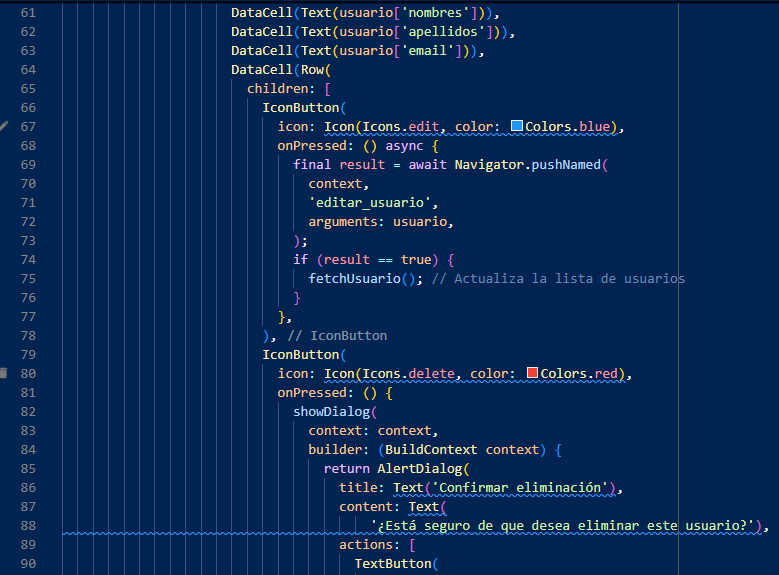 61 DataCell(Text(usuario['nombres'])),
62 DataCell(Text(usuario['apellidos'])),
63 DataCell(Text(usuario['email'])),
64 DataCell(Row(
65 children: [
66 IconButton(
67 icon: Icon(Icons.edit, color: Colors.blue),
68 onPressed: () async {
69 final result = await Navigator.pushNamed(
70 context,
71 'editar_usuario',
72 arguments: usuario,
73 );
74 if (result == true) {
75 fetchUsuario(); // Actualiza la lista de usuarios
76 }
77 },
78 ), // IconButton
79 IconButton(
80 icon: Icon(Icons.delete, color: Colors.red),
81 onPressed: () {
82 showDialog(
83 context: context,
84 builder: (BuildContext context) {
85 return AlertDialog(
86 title: Text('Confirmar eliminación'),
87 content: Text(
88 '¿Está seguro de que desea eliminar este usuario?'),
89 actions: [
90 TextButton(